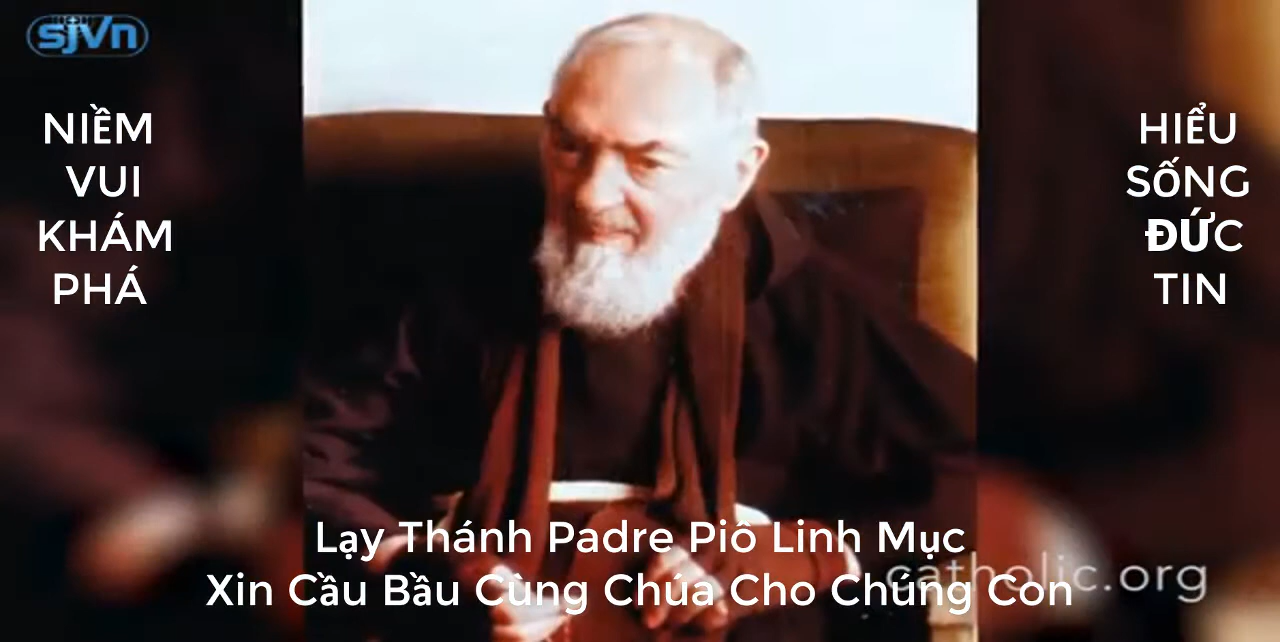 sjvn
NIỀM
VUI
KHÁM
PHÁ
HIỂU
SỐNG
ĐỨC
TIN
Lạy Thánh Padre Piô Linh Mục
Xin Cầu Bầu Cùng Chúa Cho Chúng Con
catholic.org